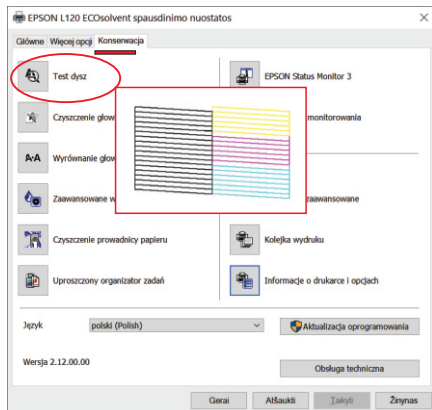 EPSON L120 ECOsolvent spausdinimo nuostatos
Główne Więcej opcji Konserwacja
Test dysz
EPSON Status Monitor 3
Czyszczenie głowi
monitorowania
Wyrównanie głow
Zaawansowane w
zaawansowane
Czyszczenie prowadnicy papieru
Kolejka wydruku
Uproszczony organizator zadań
Informacje o drukarce i opcjach
Język
polski (Polish)
Aktualizacja oprogramowania
Wersja 2.12.00.00
Obsługa techniczna
Gerai Atšaukti Taikyti Žinynas